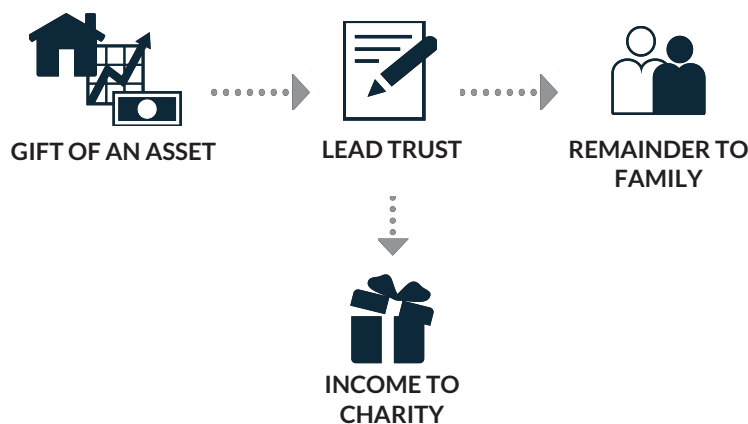 GIFT OF AN ASSET
LEAD TRUST
REMAINDER TO
FAMILY
INCOME TO
CHARITY